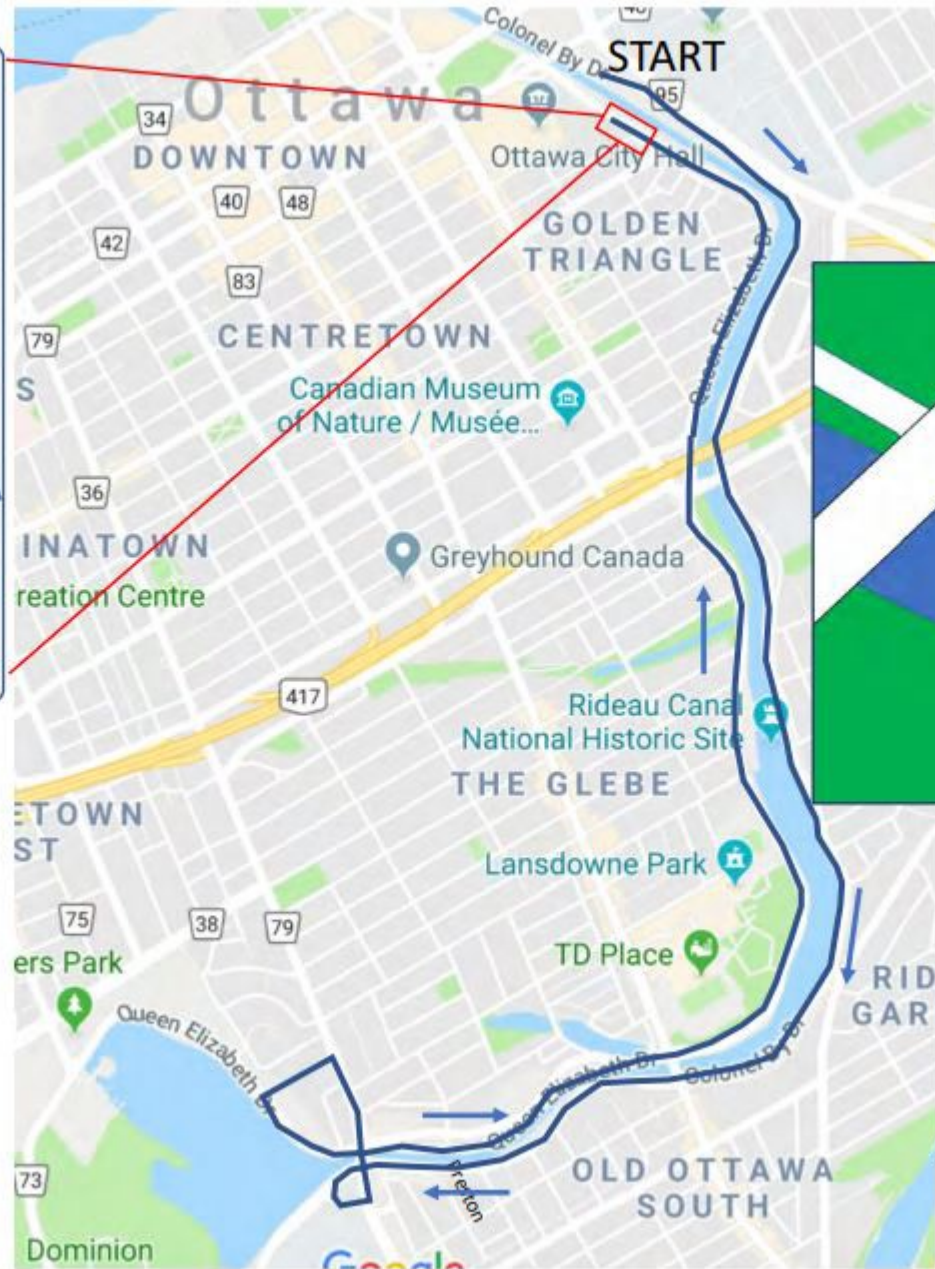 Colonel By Dr
START
95
Ottawa
34
DOWNTOWN
Ottawa City Hall
40
48
42
GOLDEN
TRIANGLE
83
79
CENTRETOWN
Queen Elizabeth Dr
S
Canadian Museum
of Nature / Musée...
36
INATOWN
Greyhound Canada
reation Centre
417
Rideau Canal
National Historic Site
THE GLEBE
ETOWN
ST
Lansdowne Park
75
38
79
TD Place
ers Park
RID
GAR
Queen Elizabeth Dr
Colonel By Dr
Queen Elizabeth Dr
Preston
OLD OTTAWA
SOUTH
73
Dominion
Google